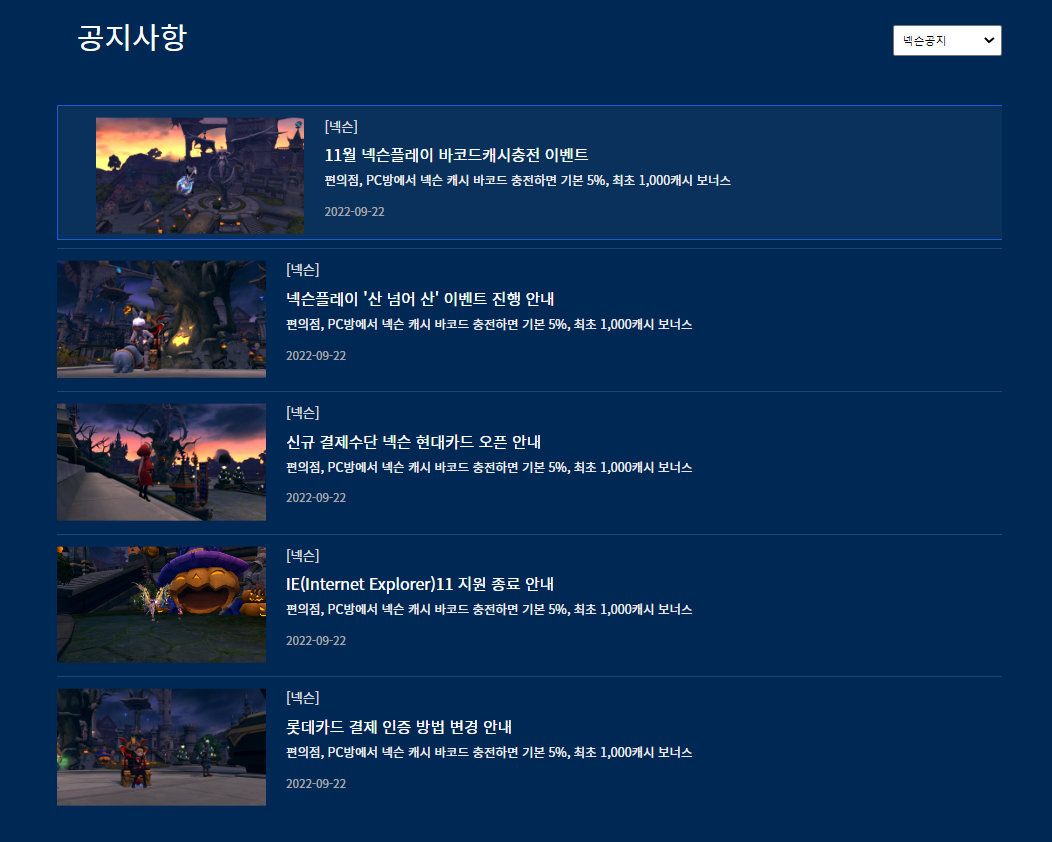 공지사항
넥슨공지
[넥슨]
11월 넥슨플레이 바코드캐시충전 이벤트
편의점, PC방에서 넥슨 캐시 바코드 충전하면 기본 5%, 최초 1,000캐시 보너스
2022-09-22
[넥슨]
넥슨플레이 '산 넘어 산' 이벤트 진행 안내
편의점, PC방에서 넥슨 캐시 바코드 충전하면 기본 5%, 최초 1,000캐시 보너스
2022-09-22
[넥슨]
신규 결제수단 넥슨 현대카드 오픈 안내
편의점, PC방에서 넥슨 캐시 바코드 충전하면 기본 5%, 최초 1,000캐시 보너스
2022-09-22
[넥슨]
IE(Internet Explorer)11 지원 종료 안내
편의점, PC방에서 넥슨 캐시 바코드 충전하면 기본 5%, 최초 1,000캐시 보너스
2022-09-22
[넥슨]
롯데카드 결제 인증 방법 변경 안내
편의점, PC방에서 넥슨 캐시 바코드 충전하면 기본 5%, 최초 1,000캐시 보너스
2022-09-22